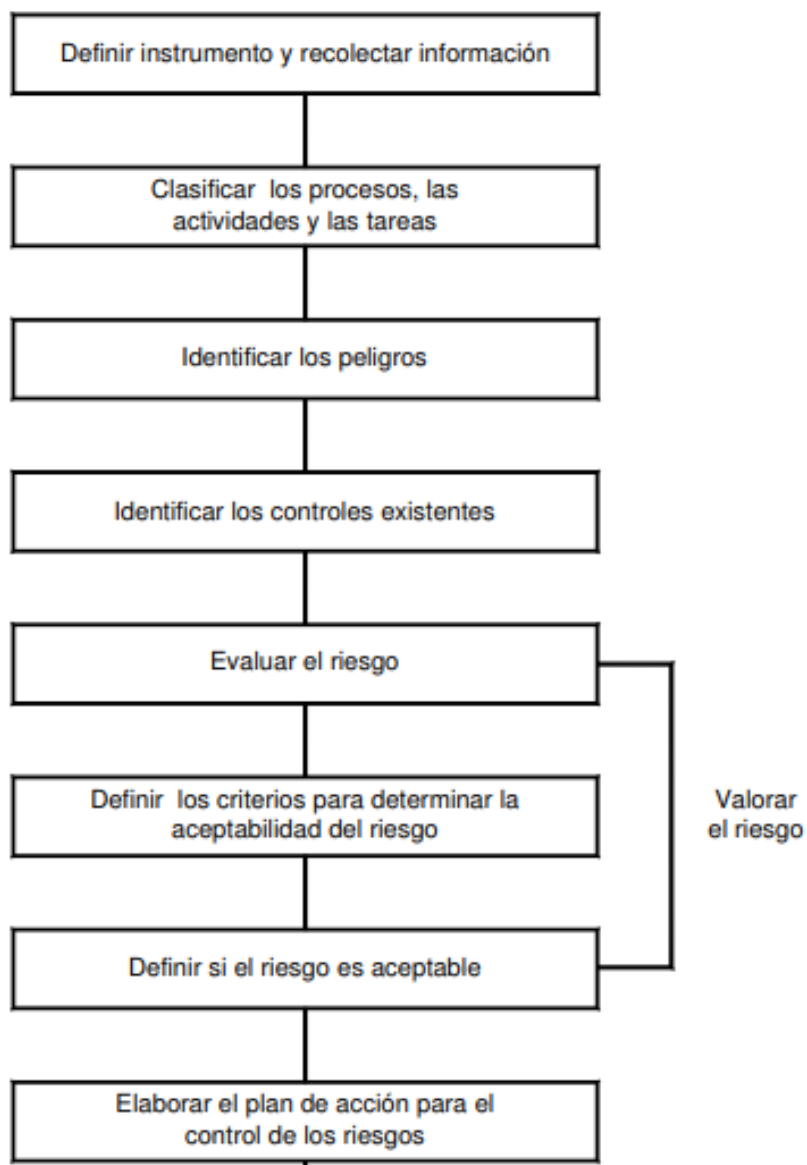 Definir instrumento y recolectar información
Clasificar los procesos, las
actividades y las tareas
Identificar los peligros
Identificar los controles existentes
Evaluar el riesgo
Definir los criterios para determinar la
aceptabilidad del riesgo
Valorar
el riesgo
Definir si el riesgo es aceptable
Elaborar el plan de acción para el
control de los riesgos